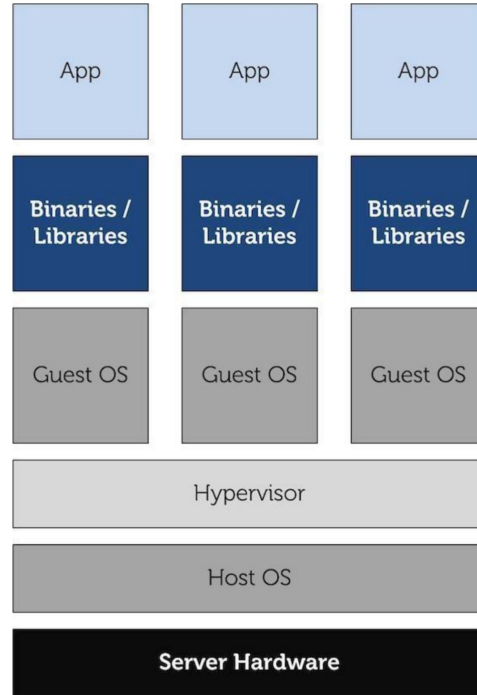 App
App
App
Binaries /
Libraries
Binaries /
Libraries
Binaries /
Libraries
Guest OS
Guest OS
Guest OS
Hypervisor
Host OS
Server Hardware